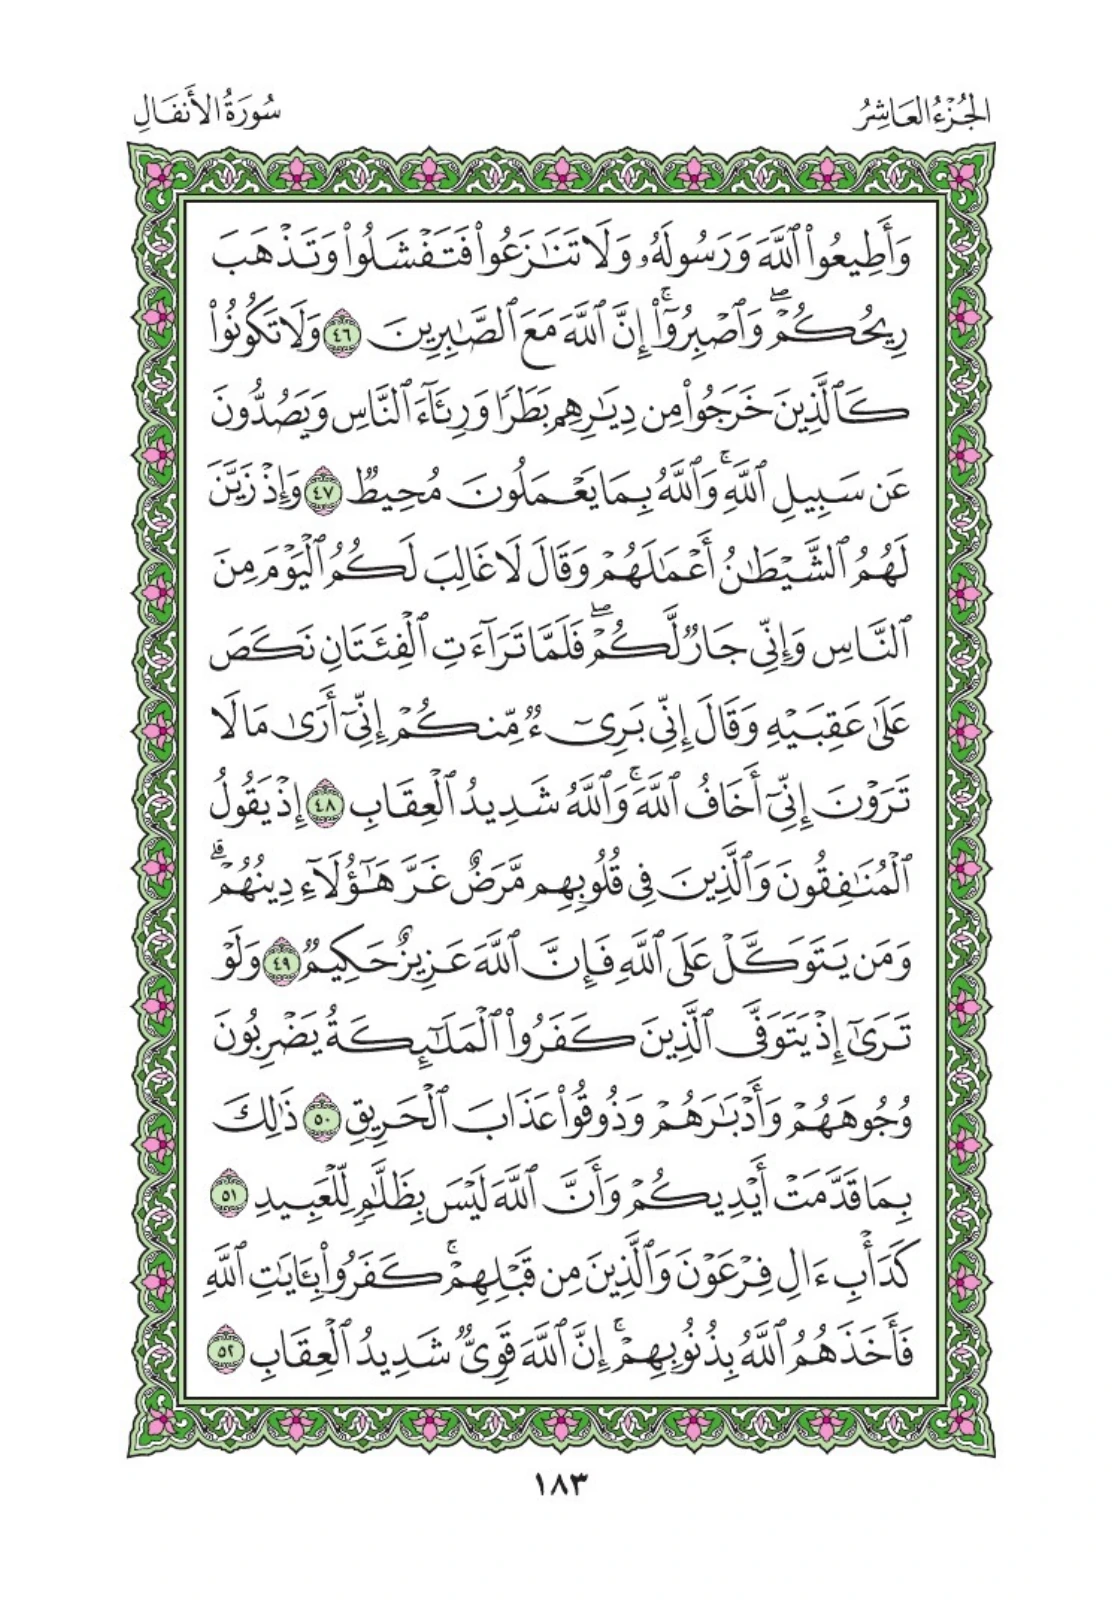 الجُزْءُ العَاشِرُ
سُورَةُ الأَنفَالِ
وَأَطِيعُوا۟ ٱللَّهَ وَرَسُولَهُۥ وَلَا تَنَـٰزَعُوا۟ فَتَفْشَلُوا۟ وَتَذْهَبَ
رِيحُكُمْۖ وَٱصْبِرُوٓا۟ۚ إِنَّ ٱللَّهَ مَعَ ٱلصَّـٰبِرِينَ ٤٦ وَلَا تَكُونُوا۟
كَٱلَّذِينَ خَرَجُوا۟ مِن دِيَـٰرِهِم بَطَرًا وَرِئَآءَ ٱلنَّاسِ وَيَصُدُّونَ
عَن سَبِيلِ ٱللَّهِۚ وَٱللَّهُ بِمَا يَعْمَلُونَ مُحِيطٌ ٤٧ وَإِذْ زَيَّنَ
لَهُمُ ٱلشَّيْطَـٰنُ أَعْمَـٰلَهُمْ وَقَالَ لَا غَالِبَ لَكُمُ ٱلْيَوْمَ مِنَ
ٱلنَّاسِ وَإِنِّى جَارٌ لَّكُمْۖ فَلَمَّا تَرَآءَتِ ٱلْفِئَتَانِ نَكَصَ
عَلَىٰ عَقِبَيْهِ وَقَالَ إِنِّى بَرِىٓءٌ مِّنكُمْ إِنِّىٓ أَرَىٰ مَا لَا
تَرَوْنَ إِنِّىٓ أَخَافُ ٱللَّهَۚ وَٱللَّهُ شَدِيدُ ٱلْعِقَابِ ٤٨ إِذْ يَقُولُ
ٱلْمُنَـٰفِقُونَ وَٱلَّذِينَ فِى قُلُوبِهِم مَّرَضٌ غَرَّ هَـٰٓؤُلَآءِ دِينُهُمْۗ
وَمَن يَتَوَكَّلْ عَلَى ٱللَّهِ فَإِنَّ ٱللَّهَ عَزِيزٌ حَكِيمٌ ٤٩ وَلَوْ
تَرَىٰٓ إِذْ يَتَوَفَّى ٱلَّذِينَ كَفَرُوا۟ ٱلْمَلَـٰٓئِكَةُ يَضْرِبُونَ
وُجُوهَهُمْ وَأَدْبَـٰرَهُمْ وَذُوقُوا۟ عَذَابَ ٱلْحَرِيقِ ٥٠ ذَٰلِكَ
بِمَا قَدَّمَتْ أَيْدِيكُمْ وَأَنَّ ٱللَّهَ لَيْسَ بِظَلَّـٰمٍ لِّلْعَبِيدِ ٥١
كَدَأْبِ ءَالِ فِرْعَوْنَ وَٱلَّذِينَ مِن قَبْلِهِمْۚ كَفَرُوا۟ بِـَٔايَـٰتِ ٱللَّهِ
فَأَخَذَهُمُ ٱللَّهُ بِذُنُوبِهِمْۚ إِنَّ ٱللَّهَ قَوِىٌّ شَدِيدُ ٱلْعِقَابِ ٥٢
١٨٣